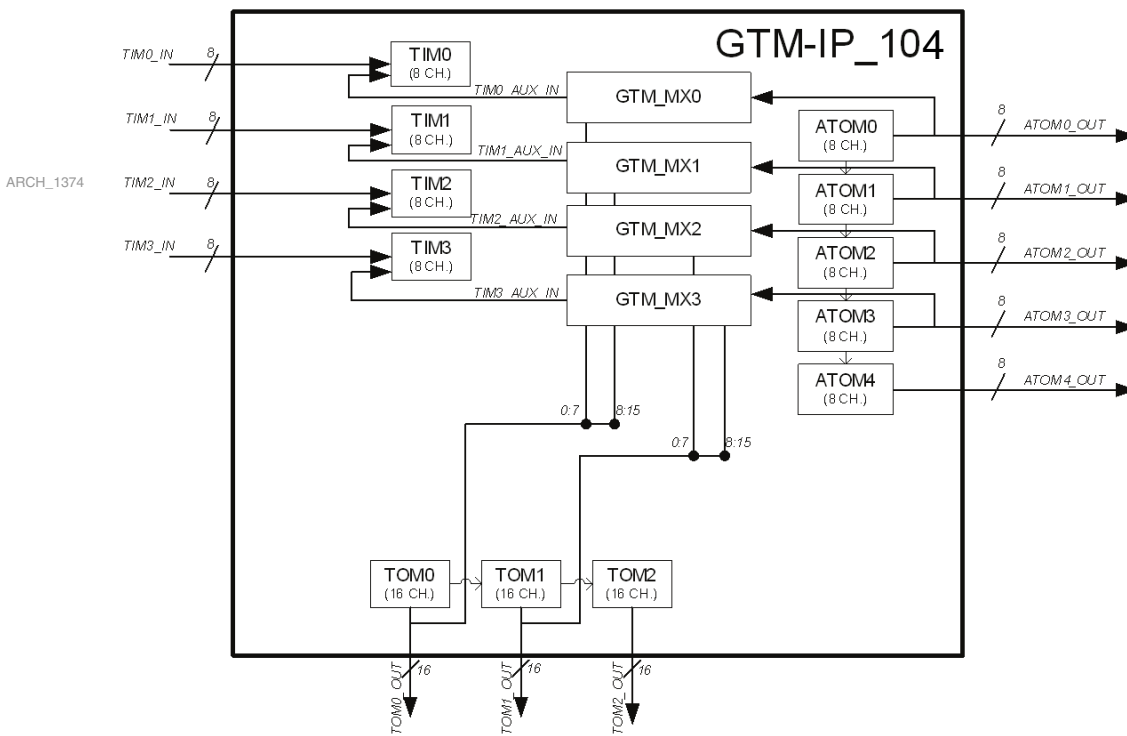 GTM-IP_104
TIM0_IN
8
TIM0
(8 CH.)
TIM0_AUX_IN
GTM_MX0
ATOM0
(8 CH.)
8
ATOM0_OUT
TIM1_IN
8
TIM1
(8 CH.)
TIM1_AUX_IN
GTM_MX1
ATOM1
(8 CH.)
8
ATOM1_OUT
ARCH_1374
TIM2_IN
8
TIM2
(8 CH.)
TIM2_AUX_IN
GTM_MX2
ATOM2
(8 CH.)
8
ATOM2_OUT
TIM3_IN
8
TIM3
(8 CH.)
TIM3_AUX_IN
GTM_MX3
ATOM3
(8 CH.)
8
ATOM3_OUT
ATOM4
(8 CH.)
8
ATOM4_OUT
0:7
8:15
0:7
8:15
TOM0
(16 CH.)
TOM1
(16 CH.)
TOM2
(16 CH.)
TOM0_OUT
16
TOM1_OUT
16
TOM2_OUT
16